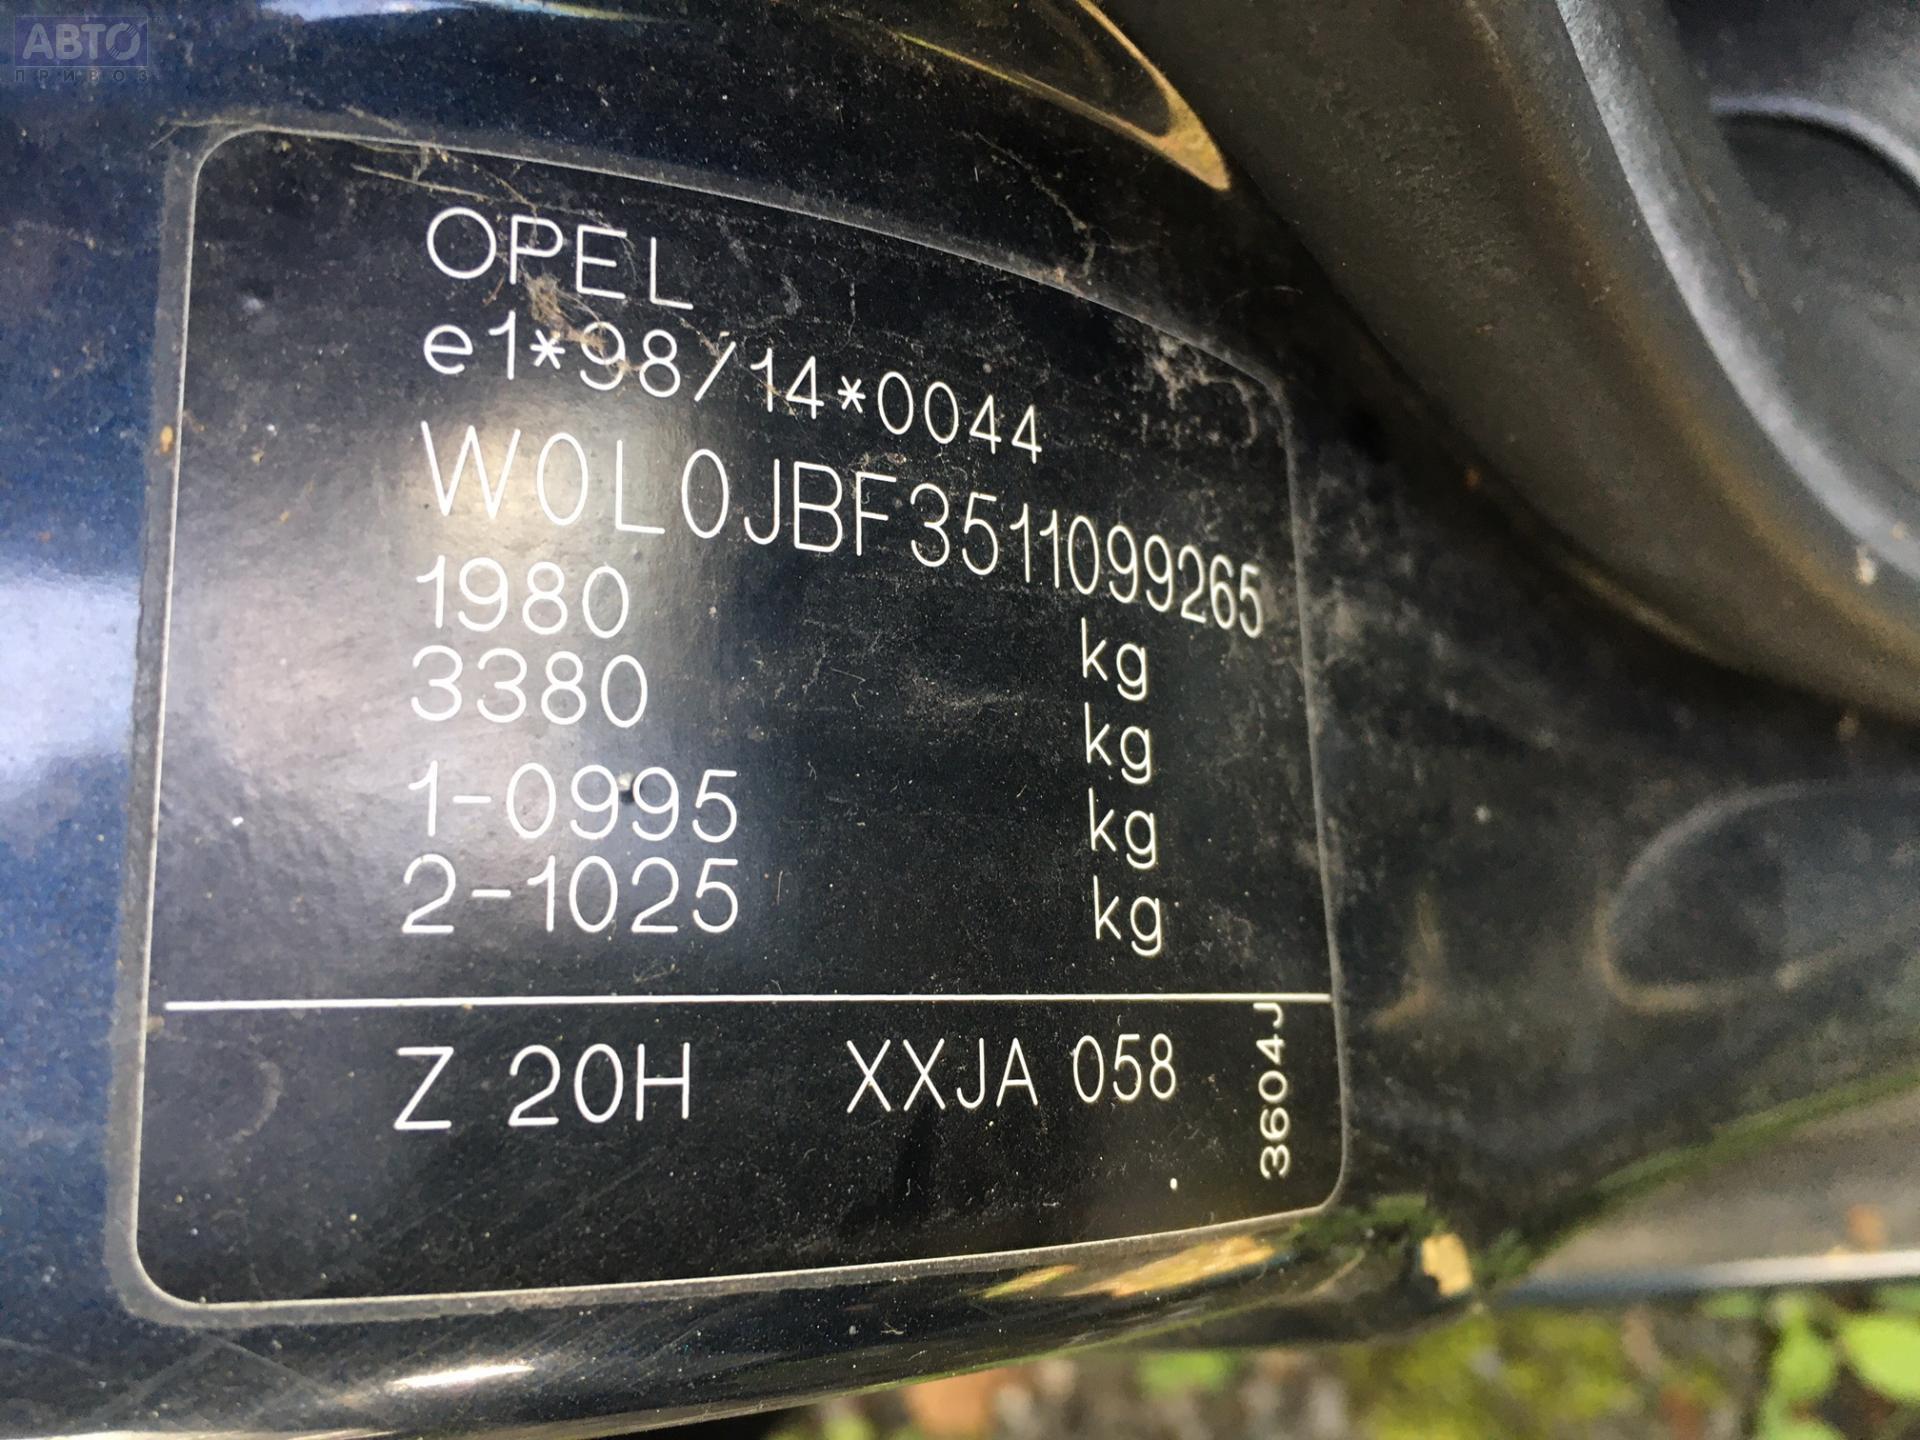 АВТО
ПРИВОЗ
OPEL
e1*98/14*0044
W0L0JBF3511099265
1980 kg
3380 kg
1-0995 kg
2-1025 kg
Z 20H XXJA 058
3604J